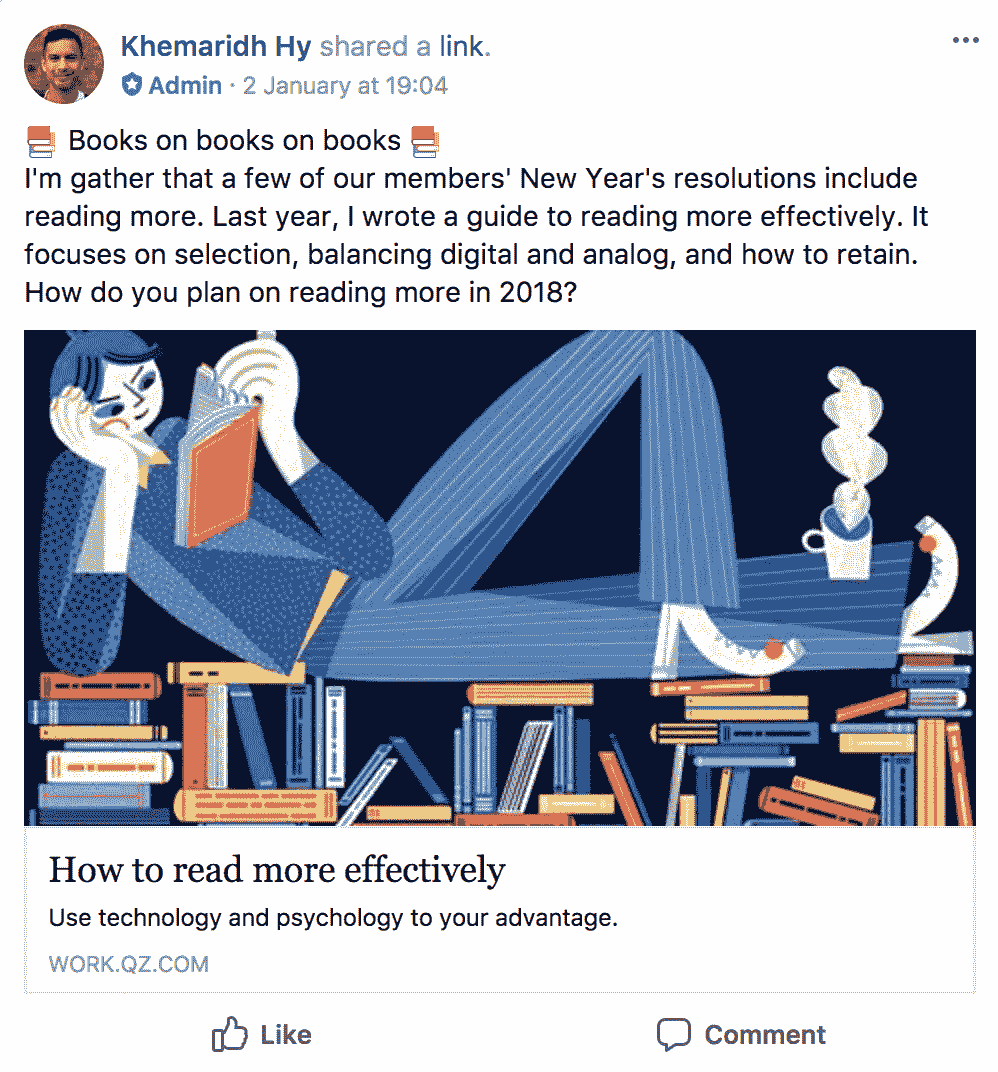 Khemaridh Hy shared a link.
Admin · 2 January at 19:04
📚 Books on books on books 📚
I'm gather that a few of our members' New Year's resolutions include
reading more. Last year, I wrote a guide to reading more effectively. It
focuses on selection, balancing digital and analog, and how to retain.
How do you plan on reading more in 2018?
How to read more effectively
Use technology and psychology to your advantage.
WORK.QZ.COM
Like
Comment